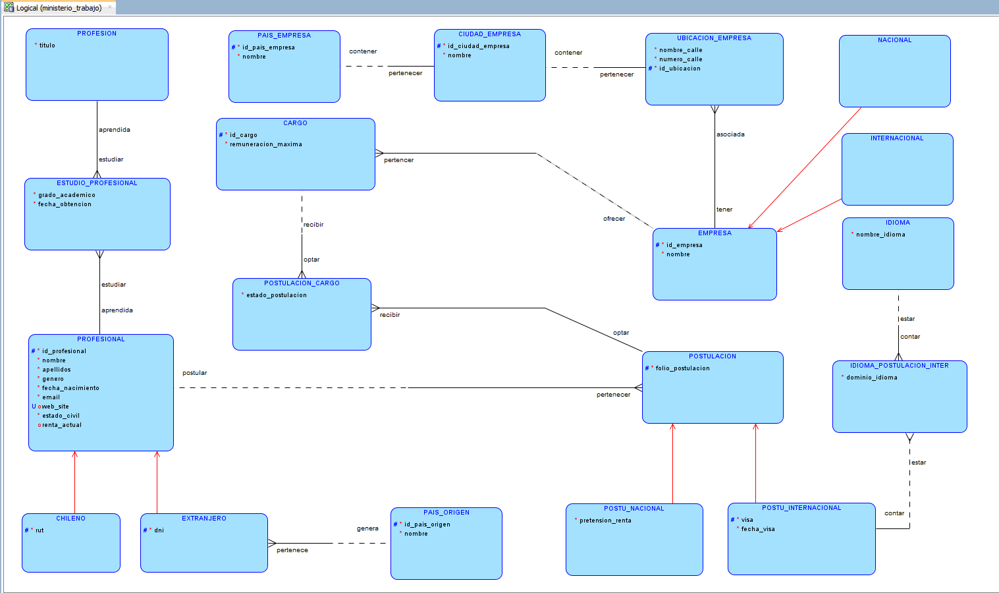 Logical (ministerio_trabajo)
PROFESION
* titulo
PAIS_EMPRESA
# * id_pais_empresa
* nombre
contener
pertenecer
CIUDAD_EMPRESA
# * id_ciudad_empresa
* nombre
contener
pertenecer
UBICACION_EMPRESA
* nombre_calle
* numero_calle
# * id_ubicacion
NACIONAL
aprendida
estudiar
CARGO
# * id_cargo
* remuneracion_maxima
pertencer
ofrecer
asociada
tener
INTERNACIONAL
ESTUDIO_PROFESIONAL
* grado_academico
* fecha_obtencion
recibir
optar
EMPRESA
# * id_empresa
* nombre
IDIOMA
* nombre_idioma
estudiar
aprendida
POSTULACION_CARGO
* estado_postulacion
recibir
optar
estar
contar
PROFESIONAL
# * id_profesional
* nombre
* apellidos
* genero
* fecha_nacimiento
* email
U o web_site
* estado_civil
o renta_actual
postular
pertenecer
POSTULACION
# * folio_postulacion
IDIOMA_POSTULACION_INTER
* dominio_idioma
estar
contar
CHILENO
# * rut
EXTRANJERO
# * dni
genera
pertenece
PAIS_ORIGEN
# * id_pais_origen
* nombre
POSTU_NACIONAL
* pretension_renta
POSTU_INTERNACIONAL
# * visa
* fecha_visa